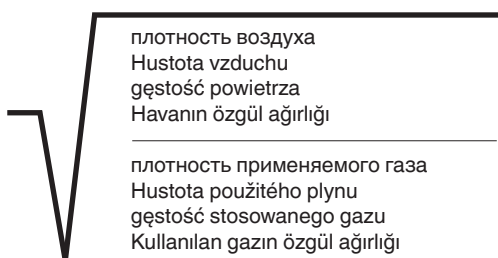 плотность воздуха
Hustota vzduchu
gęstość powietrza
Havanın özgül ağırlığı
плотность применяемого газа
Hustota použitého plynu
gęstość stosowanego gazu
Kullanılan gazın özgül ağırlığı